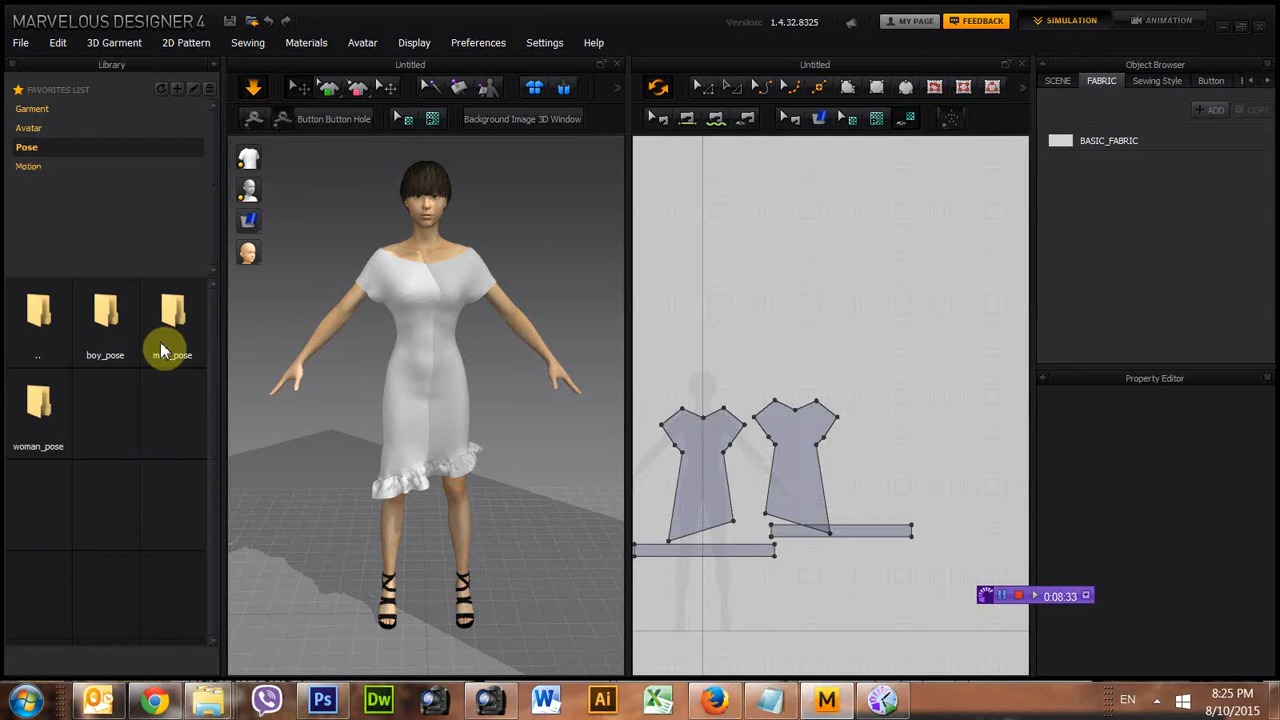 MARVELOUS DESIGNER 4
Version: 1.4.32.8325
MY PAGE
FEEDBACK
SIMULATION
ANIMATION
File Edit 3D Garment 2D Pattern Sewing Materials Avatar Display Preferences Settings Help
Library
Untitled
Untitled
Object Browser
FAVORITES LIST
SCENE FABRIC Sewing Style Button
Garment
Avatar
Pose
Motion
Button Button Hole
Background Image 3D Window
+ ADD
COPY
BASIC_FABRIC
..
boy_pose
woman_pose
Property Editor
0:08:33
Ps
Dw
W
Ai
M
EN
8:25 PM
8/10/2015